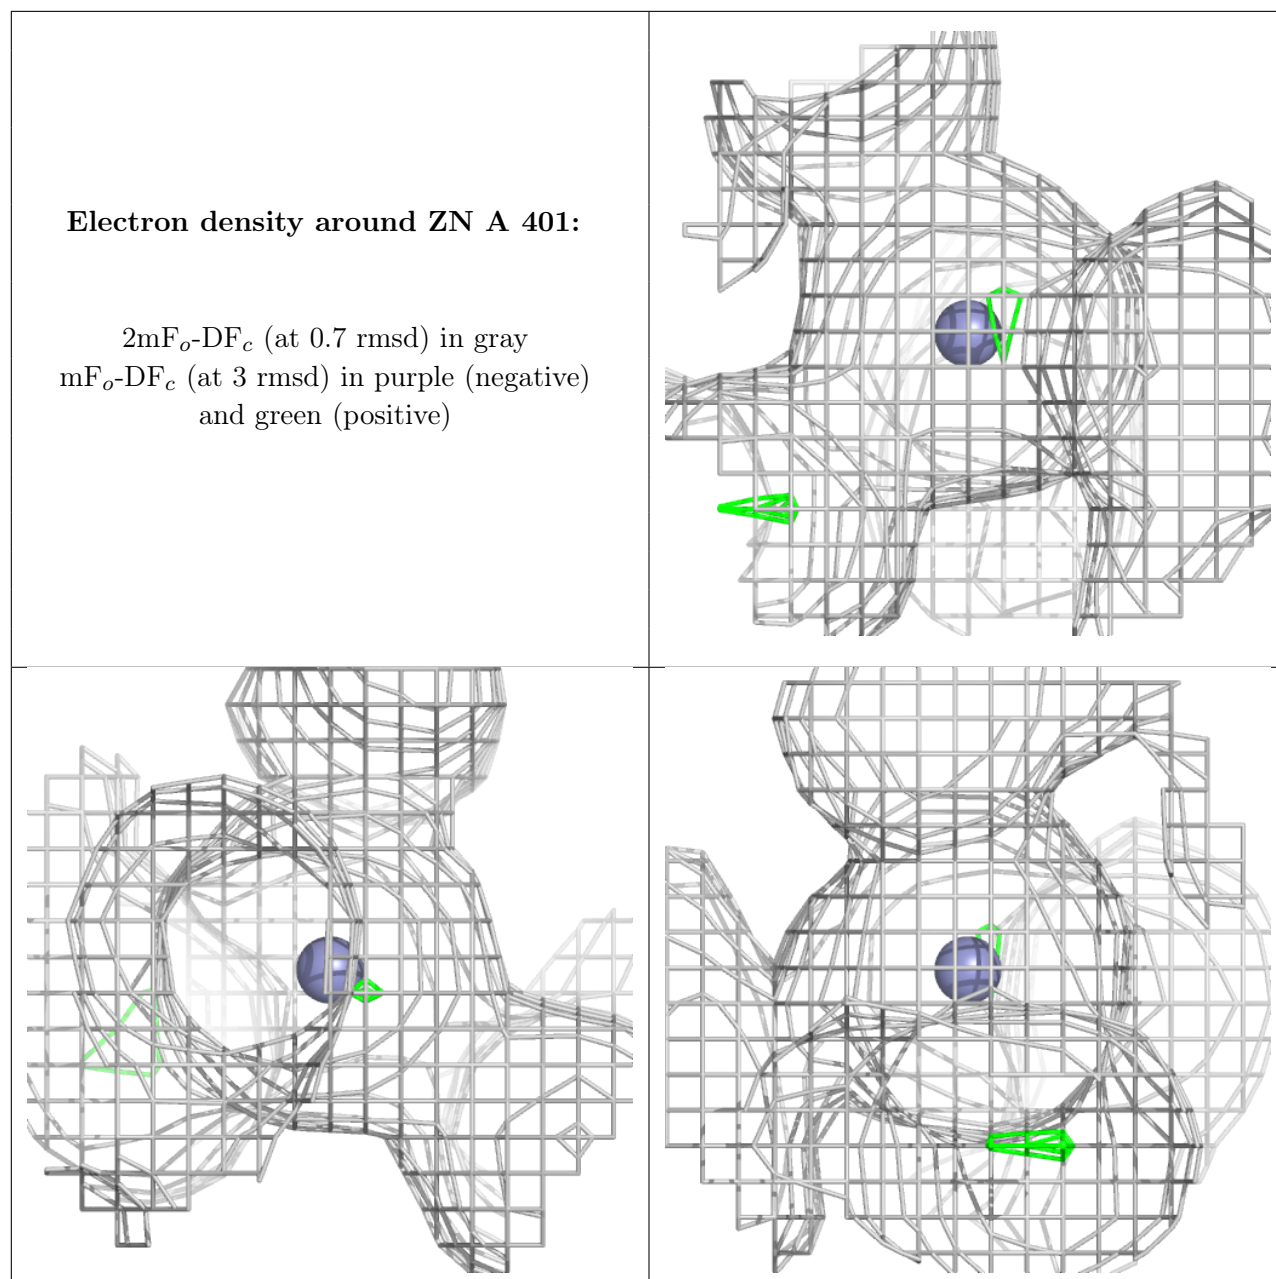 Electron density around ZN A 401:
2mFo-DFc (at 0.7 rmsd) in gray
mFo-DFc (at 3 rmsd) in purple (negative)
and green (positive)